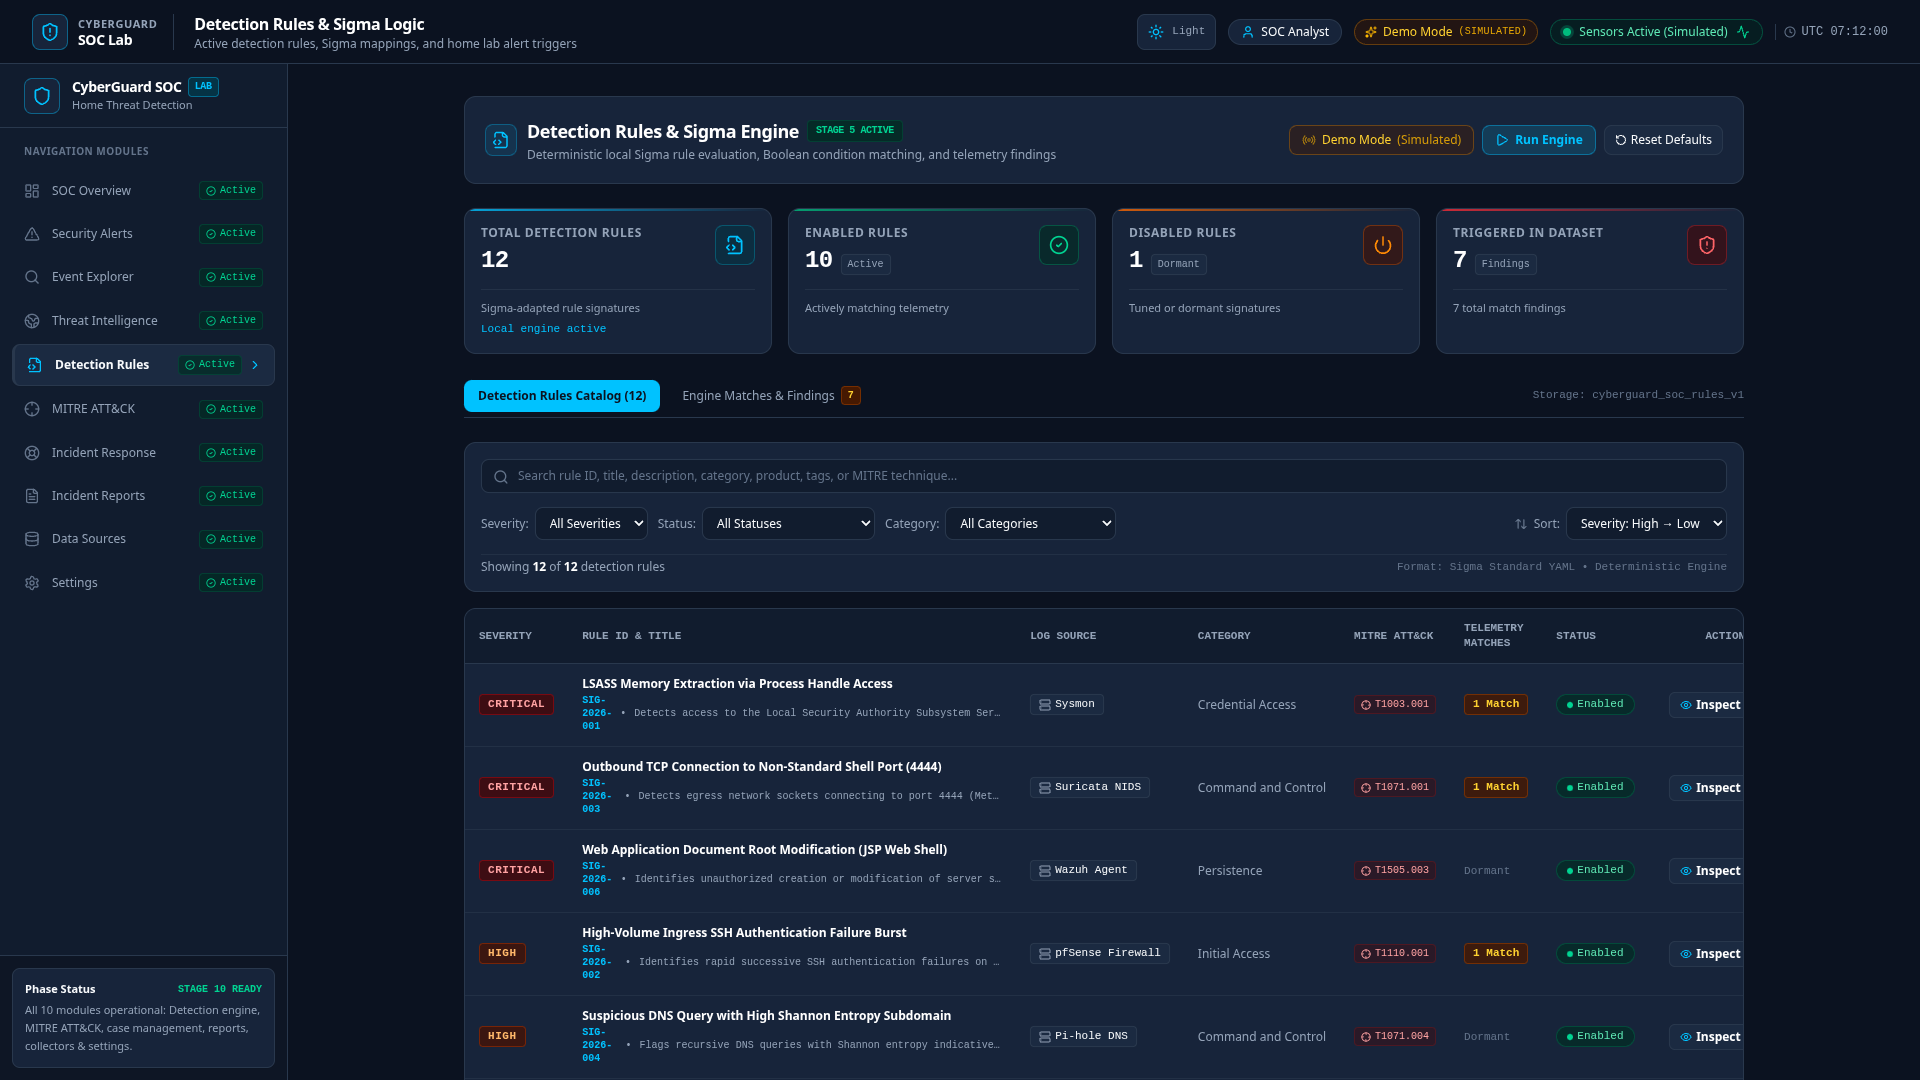 CYBERGUARD
SOC Lab
Detection Rules & Sigma Logic
Active detection rules, Sigma mappings, and home lab alert triggers
Light
SOC Analyst
Demo Mode (SIMULATED)
Sensors Active (Simulated)
UTC 07:12:00
CyberGuard SOC LAB
Home Threat Detection
NAVIGATION MODULES
SOC Overview Active
Security Alerts Active
Event Explorer Active
Threat Intelligence Active
Detection Rules Active
MITRE ATT&CK Active
Incident Response Active
Incident Reports Active
Data Sources Active
Settings Active
Phase Status STAGE 10 READY
All 10 modules operational: Detection engine,
MITRE ATT&CK, case management, reports,
collectors & settings.
Detection Rules & Sigma Engine STAGE 5 ACTIVE
Deterministic local Sigma rule evaluation, Boolean condition matching, and telemetry findings
Demo Mode (Simulated)
Run Engine
Reset Defaults
TOTAL DETECTION RULES
12
Sigma-adapted rule signatures
Local engine active
ENABLED RULES
10 Active
Actively matching telemetry
DISABLED RULES
1 Dormant
Tuned or dormant signatures
TRIGGERED IN DATASET
7 Findings
7 total match findings
Detection Rules Catalog (12)
Engine Matches & Findings 7
Storage: cyberguard_soc_rules_v1
Search rule ID, title, description, category, product, tags, or MITRE technique...
Severity: All Severities
Status: All Statuses
Category: All Categories
Sort: Severity: High → Low
Showing 12 of 12 detection rules
Format: Sigma Standard YAML • Deterministic Engine
SEVERITY RULE ID & TITLE LOG SOURCE CATEGORY MITRE ATT&CK TELEMETRY MATCHES STATUS ACTION
CRITICAL
LSASS Memory Extraction via Process Handle Access
SIG-2026-001 • Detects access to the Local Security Authority Subsystem Ser…
Sysmon
Credential Access
T1003.001
1 Match
Enabled
Inspect
CRITICAL
Outbound TCP Connection to Non-Standard Shell Port (4444)
SIG-2026-003 • Detects egress network sockets connecting to port 4444 (Met…
Suricata NIDS
Command and Control
T1071.001
1 Match
Enabled
Inspect
CRITICAL
Web Application Document Root Modification (JSP Web Shell)
SIG-2026-006 • Identifies unauthorized creation or modification of server s…
Wazuh Agent
Persistence
T1505.003
Dormant
Enabled
Inspect
HIGH
High-Volume Ingress SSH Authentication Failure Burst
SIG-2026-002 • Identifies rapid successive SSH authentication failures on …
pfSense Firewall
Initial Access
T1110.001
1 Match
Enabled
Inspect
HIGH
Suspicious DNS Query with High Shannon Entropy Subdomain
SIG-2026-004 • Flags recursive DNS queries with Shannon entropy indicative…
Pi-hole DNS
Command and Control
T1071.004
Dormant
Enabled
Inspect